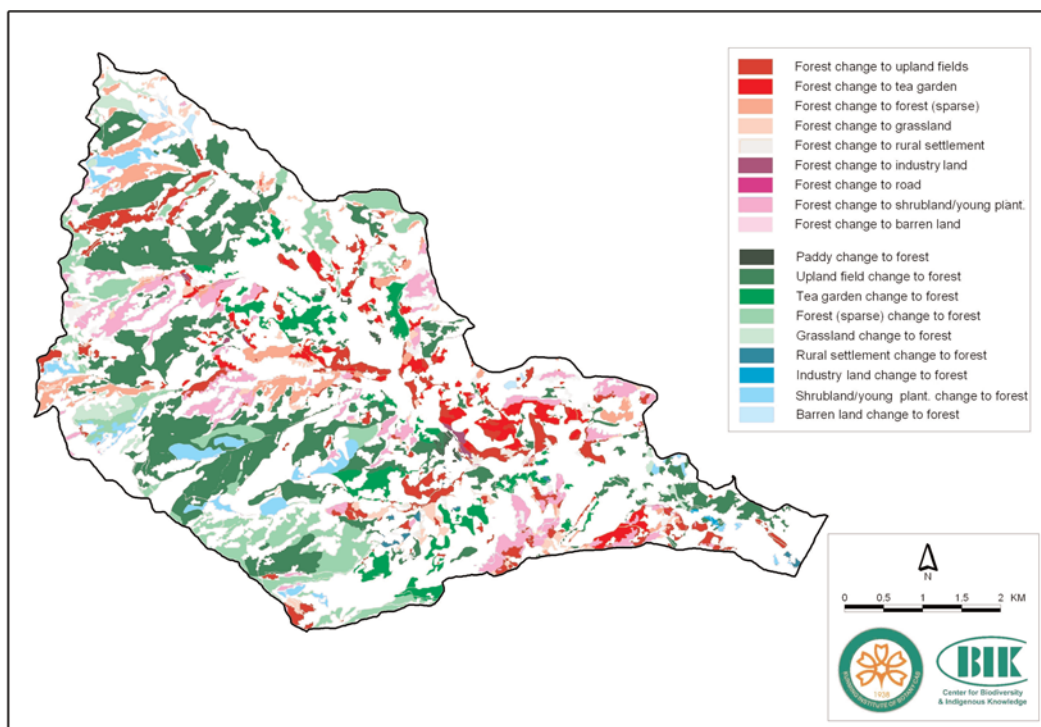 Forest change to upland fields
Forest change to tea garden
Forest change to forest (sparse)
Forest change to grassland
Forest change to rural settlement
Forest change to industry land
Forest change to road
Forest change to shrubland/young plant.
Forest change to barren land
Paddy change to forest
Upland field change to forest
Tea garden change to forest
Forest (sparse) change to forest
Grassland change to forest
Rural settlement change to forest
Industry land change to forest
Shrubland/young plant. change to forest
Barren land change to forest
N
0 0.5 1 1.5 2 KM
KUNMING INSTITUTE OF BOTANY, CAS
1938
BIK
Center for Biodiversity
& Indigenous Knowledge